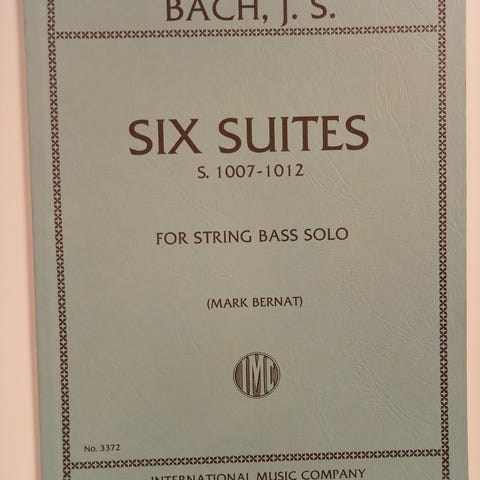 BACH, J. S.
SIX SUITES
S. 1007-1012
FOR STRING BASS SOLO
(MARK BERNAT)
IMC
No. 3372
INTERNATIONAL MUSIC COMPANY